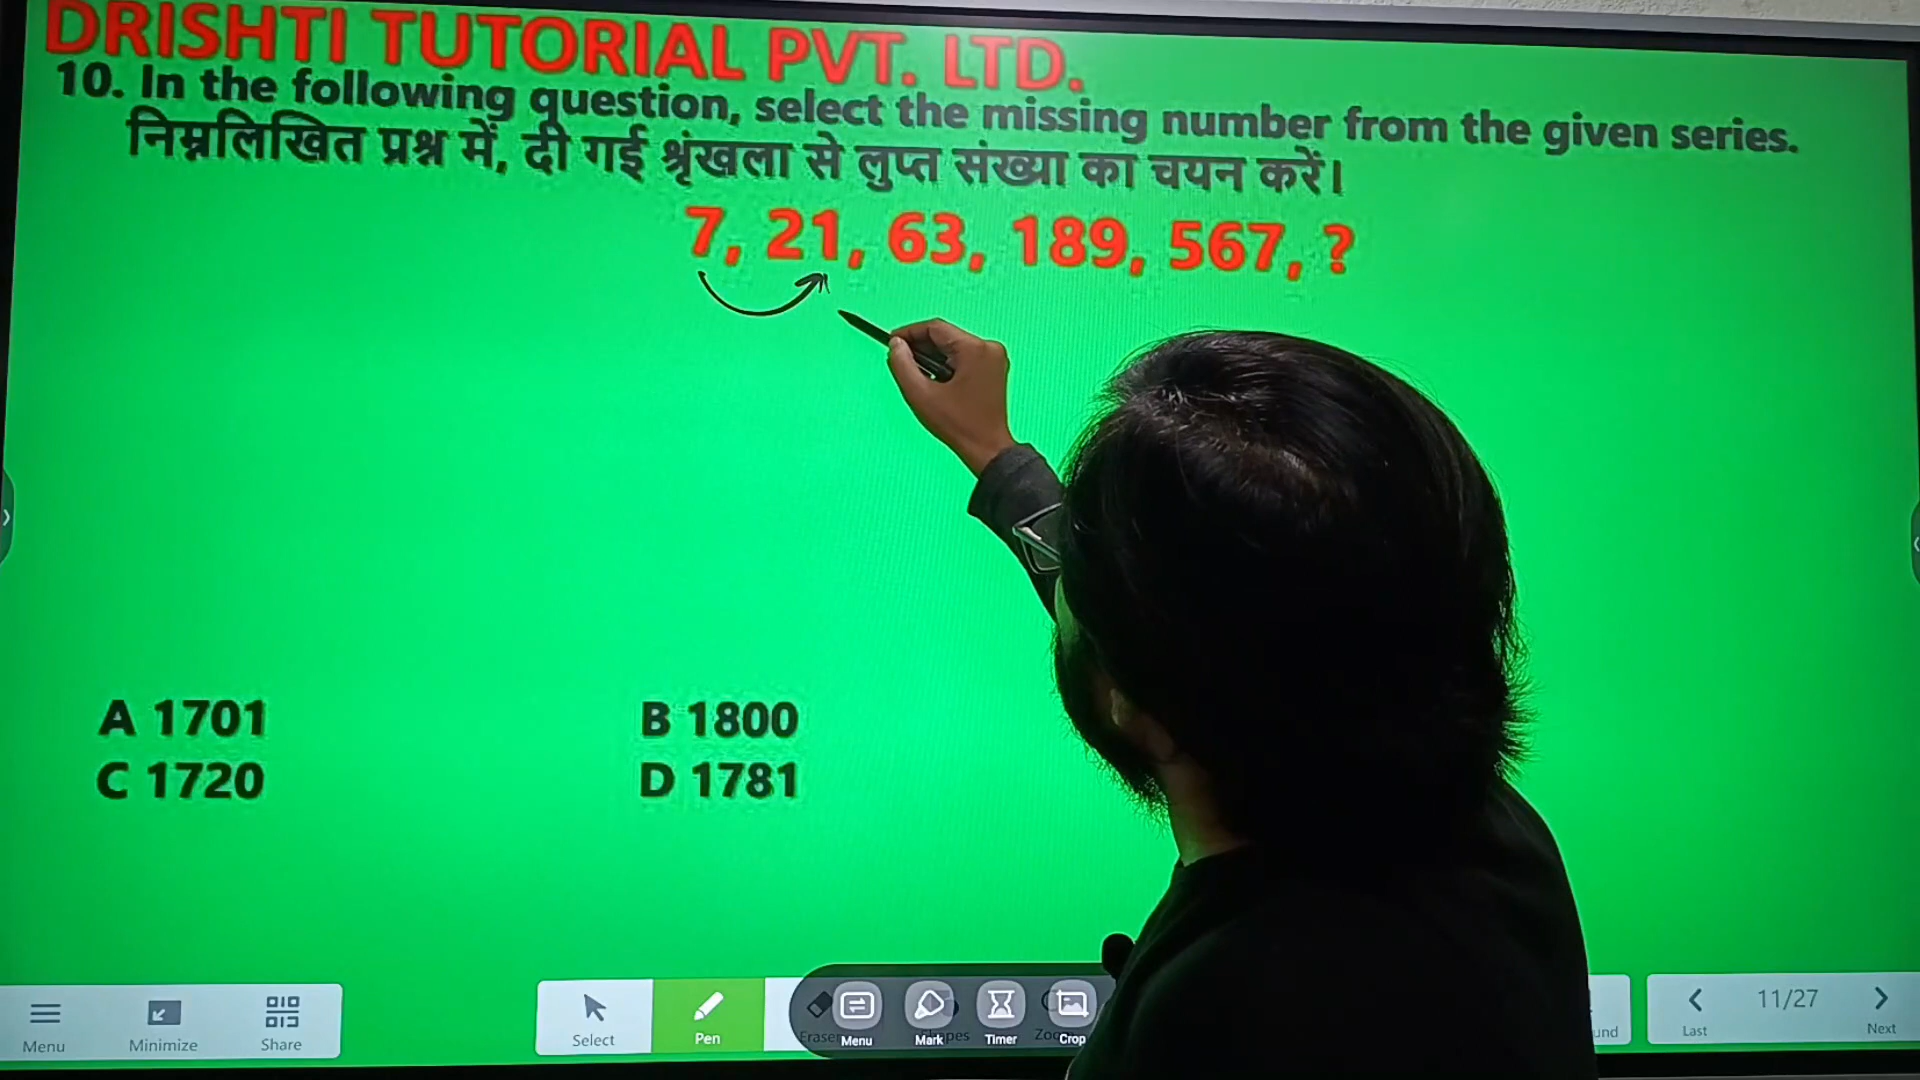 DRISHTI TUTORIAL PVT. LTD.
10. In the following question, select the missing number from the given series.
निम्नलिखित प्रश्न में, दी गई श्रृंखला से लुप्त संख्या का चयन करें।
7, 21, 63, 189, 567, ?
A 1701 B 1800
C 1720 D 1781
Menu Minimize Share Select Pen Eraser Menu Mark Timer Crop Last 11/27 Next